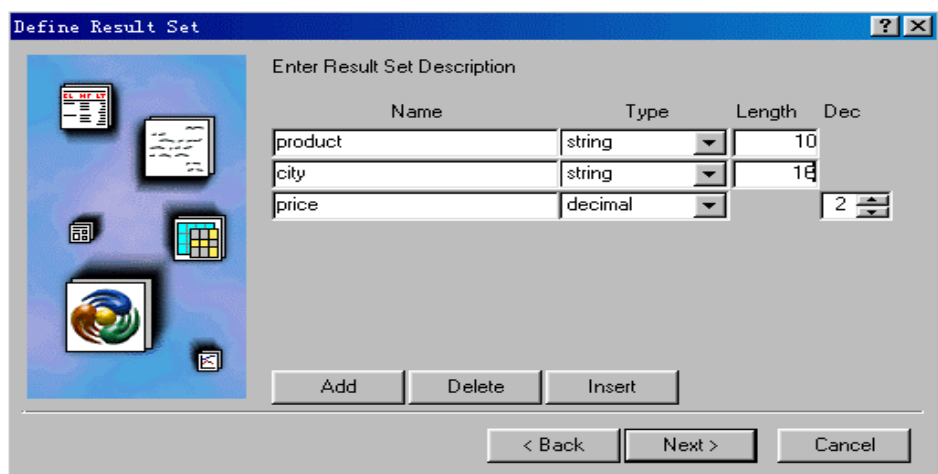 Define Result Set
Enter Result Set Description
Name Type Length Dec
product string 10
city string
price decimal 2
Add Delete Insert
< Back Next > Cancel